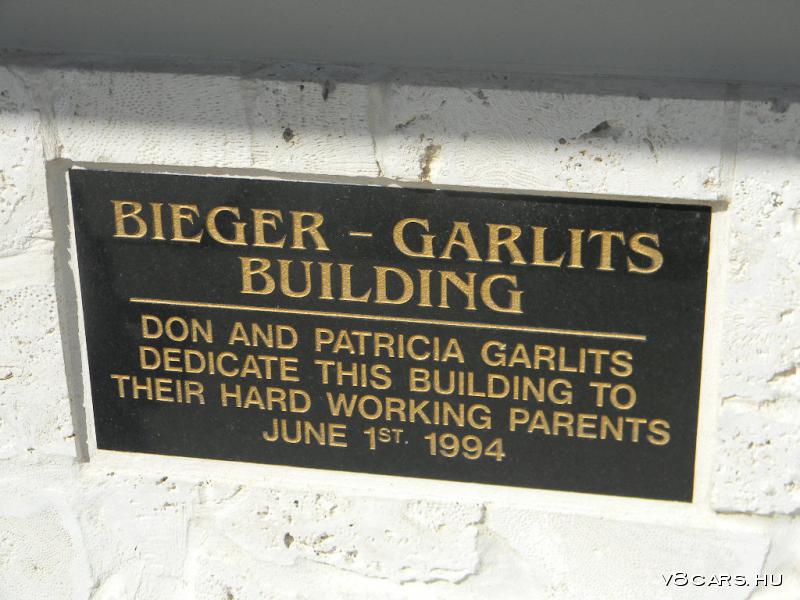 BIEGER – GARLITS
BUILDING
DON AND PATRICIA GARLITS
DEDICATE THIS BUILDING TO
THEIR HARD WORKING PARENTS
JUNE 1ST. 1994
V8CARS.HU